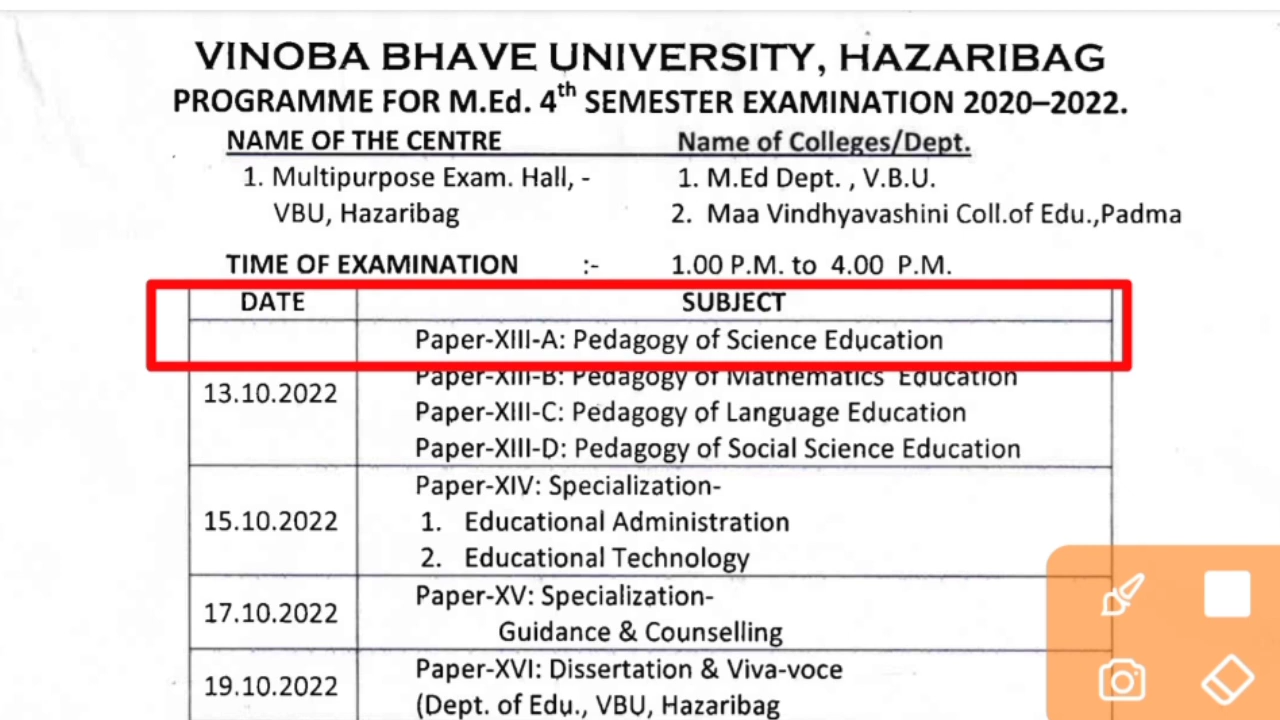 VINOBA BHAVE UNIVERSITY, HAZARIBAG
PROGRAMME FOR M.Ed. 4th SEMESTER EXAMINATION 2020–2022.
NAME OF THE CENTRE Name of Colleges/Dept.
1. Multipurpose Exam. Hall, - 1. M.Ed Dept. , V.B.U.
VBU, Hazaribag 2. Maa Vindhyavashini Coll.of Edu.,Padma
TIME OF EXAMINATION :- 1.00 P.M. to 4.00 P.M.
DATE SUBJECT
Paper-XIII-A: Pedagogy of Science Education
Paper-XIII-B: Pedagogy of Mathematics Education
13.10.2022
Paper-XIII-C: Pedagogy of Language Education
Paper-XIII-D: Pedagogy of Social Science Education
Paper-XIV: Specialization-
15.10.2022 1. Educational Administration
2. Educational Technology
Paper-XV: Specialization-
17.10.2022
Guidance & Counselling
Paper-XVI: Dissertation & Viva-voce
19.10.2022
(Dept. of Edu., VBU, Hazaribag